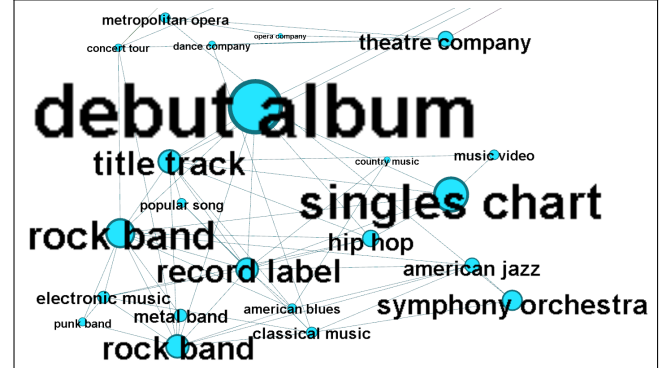 metropolitan opera
opera company
concert tour
dance company
theatre company
debut album
title track
country music
music video
popular song
singles chart
rock band
hip hop
record label
american jazz
electronic music
symphony orchestra
american blues
metal band
punk band
classical music
rock band